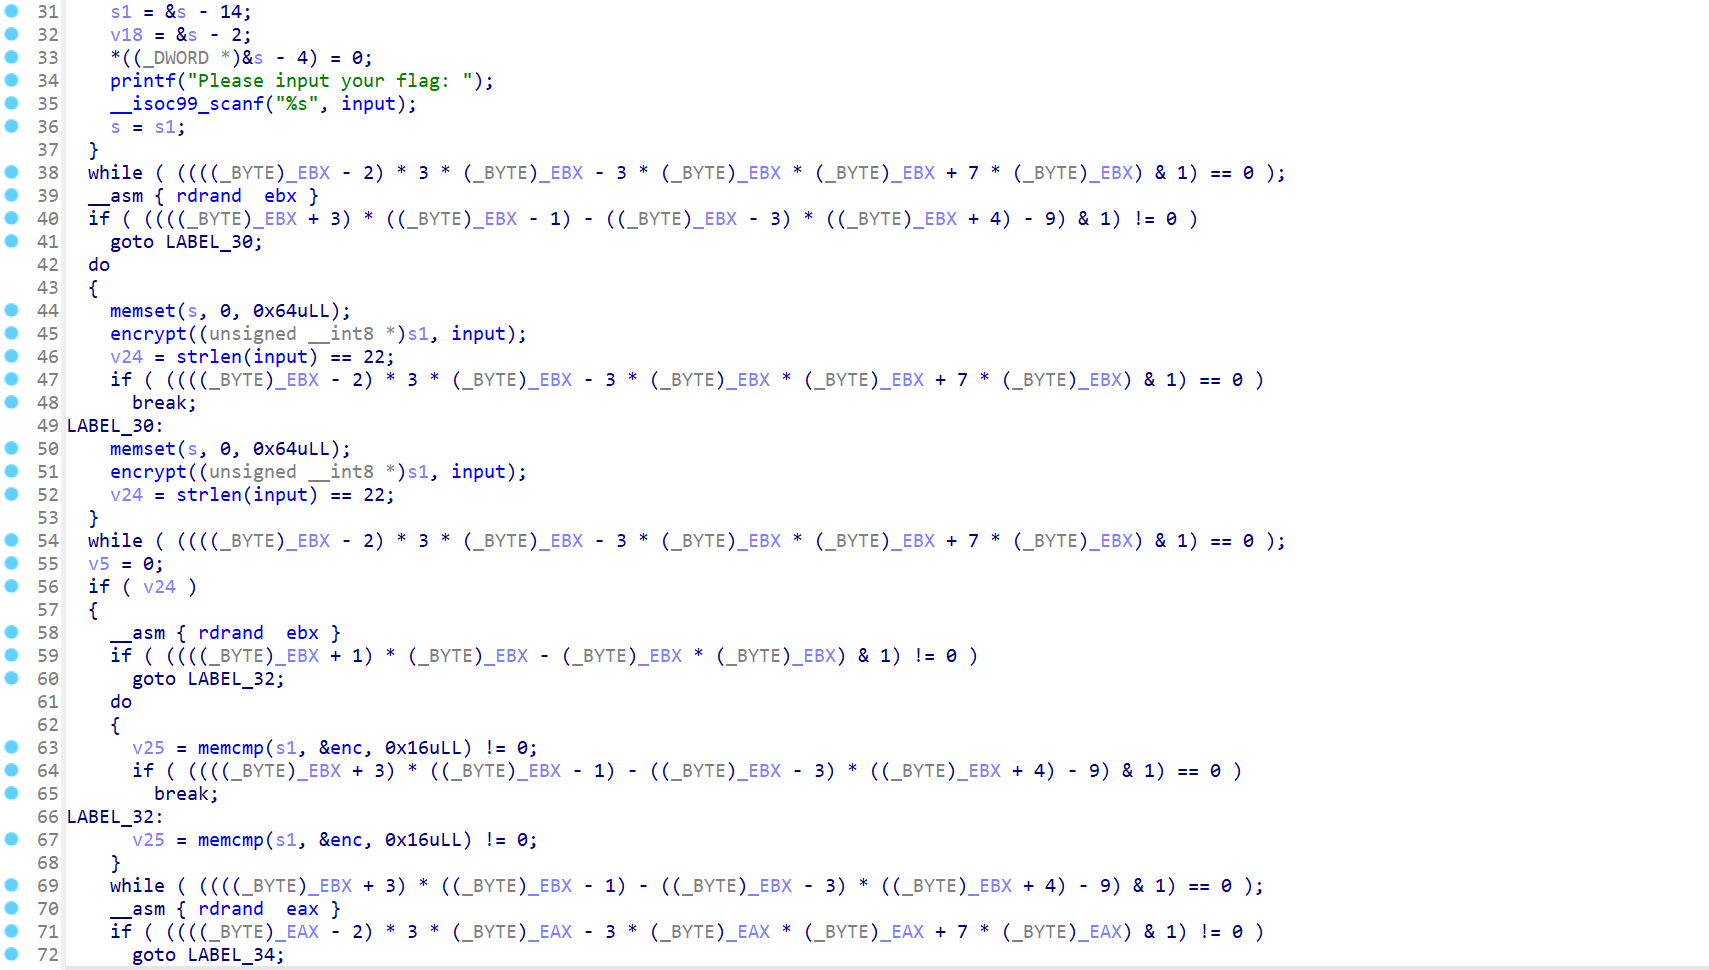 31     s1 = &s - 14;
32     v18 = &s - 2;
33     *((_DWORD *)&s - 4) = 0;
34     printf("Please input your flag: ");
35     __isoc99_scanf("%s", input);
36     s = s1;
37   }
38   while ( ((((_BYTE)_EBX - 2) * 3 * (_BYTE)_EBX - 3 * (_BYTE)_EBX * (_BYTE)_EBX + 7 * (_BYTE)_EBX) & 1) == 0 );
39   __asm { rdrand  ebx }
40   if ( ((((_BYTE)_EBX + 3) * ((_BYTE)_EBX - 1) - ((_BYTE)_EBX - 3) * ((_BYTE)_EBX + 4) - 9) & 1) != 0 )
41     goto LABEL_30;
42   do
43   {
44     memset(s, 0, 0x64uLL);
45     encrypt((unsigned __int8 *)s1, input);
46     v24 = strlen(input) == 22;
47     if ( ((((_BYTE)_EBX - 2) * 3 * (_BYTE)_EBX - 3 * (_BYTE)_EBX * (_BYTE)_EBX + 7 * (_BYTE)_EBX) & 1) == 0 )
48       break;
49 LABEL_30:
50     memset(s, 0, 0x64uLL);
51     encrypt((unsigned __int8 *)s1, input);
52     v24 = strlen(input) == 22;
53   }
54   while ( ((((_BYTE)_EBX - 2) * 3 * (_BYTE)_EBX - 3 * (_BYTE)_EBX * (_BYTE)_EBX + 7 * (_BYTE)_EBX) & 1) == 0 );
55   v5 = 0;
56   if ( v24 )
57   {
58     __asm { rdrand  ebx }
59     if ( ((((_BYTE)_EBX + 1) * (_BYTE)_EBX - (_BYTE)_EBX * (_BYTE)_EBX) & 1) != 0 )
60       goto LABEL_32;
61     do
62     {
63       v25 = memcmp(s1, &enc, 0x16uLL) != 0;
64       if ( ((((_BYTE)_EBX + 3) * ((_BYTE)_EBX - 1) - ((_BYTE)_EBX - 3) * ((_BYTE)_EBX + 4) - 9) & 1) == 0 )
65         break;
66 LABEL_32:
67       v25 = memcmp(s1, &enc, 0x16uLL) != 0;
68     }
69     while ( ((((_BYTE)_EBX + 3) * ((_BYTE)_EBX - 1) - ((_BYTE)_EBX - 3) * ((_BYTE)_EBX + 4) - 9) & 1) == 0 );
70     __asm { rdrand  eax }
71     if ( ((((_BYTE)_EAX - 2) * 3 * (_BYTE)_EAX - 3 * (_BYTE)_EAX * (_BYTE)_EAX + 7 * (_BYTE)_EAX) & 1) != 0 )
72       goto LABEL_34;